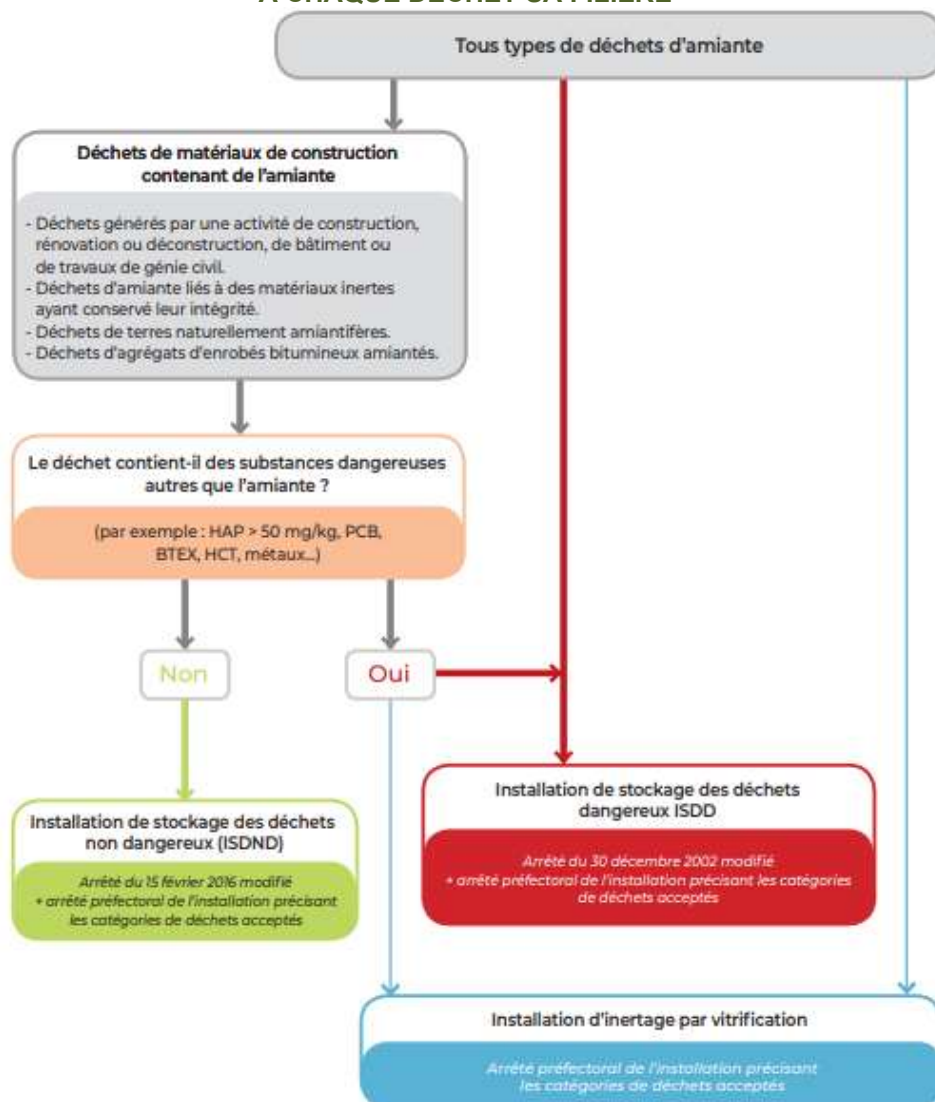 À CHAQUE DÉCHET SA FILIÈRE
Tous types de déchets d'amiante
Déchets de matériaux de construction
contenant de l'amiante
- Déchets générés par une activité de construction,
rénovation ou déconstruction, de bâtiment ou
de travaux de génie civil.
- Déchets d'amiante liés à des matériaux inertes
ayant conservé leur intégrité.
- Déchets de terres naturellement amiantifères.
- Déchets d'agrégats d'enrobés bitumineux amiantés.
Le déchet contient-il des substances dangereuses
autres que l'amiante ?
(par exemple : HAP > 50 mg/kg, PCB,
BTEX, HCT, métaux...)
Non
Oui
Installation de stockage des déchets
dangereux ISDD
Arrêté du 30 décembre 2002 modifié
+ arrêté préfectoral de l'installation précisant les catégories
de déchets acceptés
Installation de stockage des déchets
non dangereux (ISDND)
Arrêté du 15 février 2016 modifié
+ arrêté préfectoral de l'installation précisant
les catégories de déchets acceptés
Installation d'inertage par vitrification
Arrêté préfectoral de l'installation précisant
les catégories de déchets acceptés